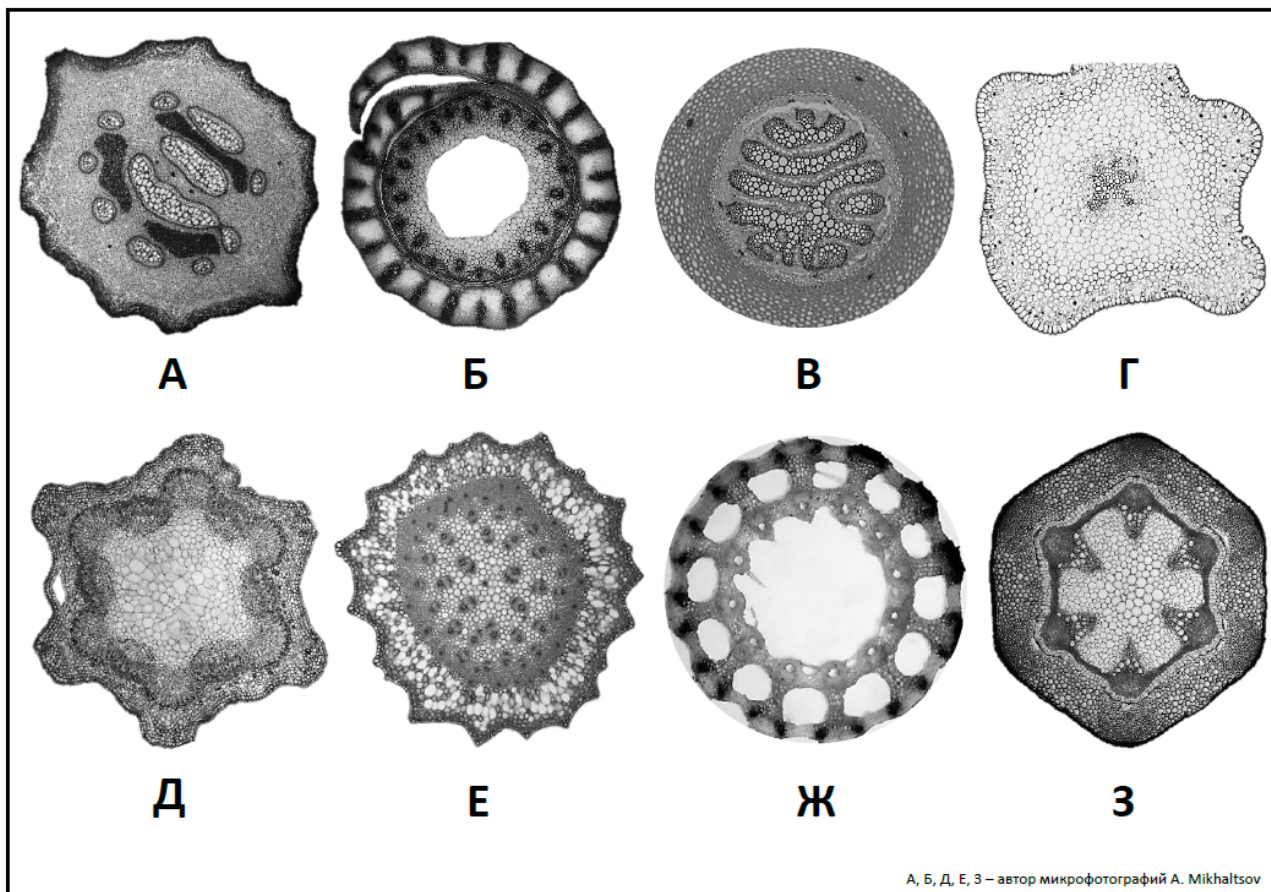 А Б В Г
Д Е Ж З
А, Б, Д, Е, З – автор микрофотографий A. Mikhaltsov